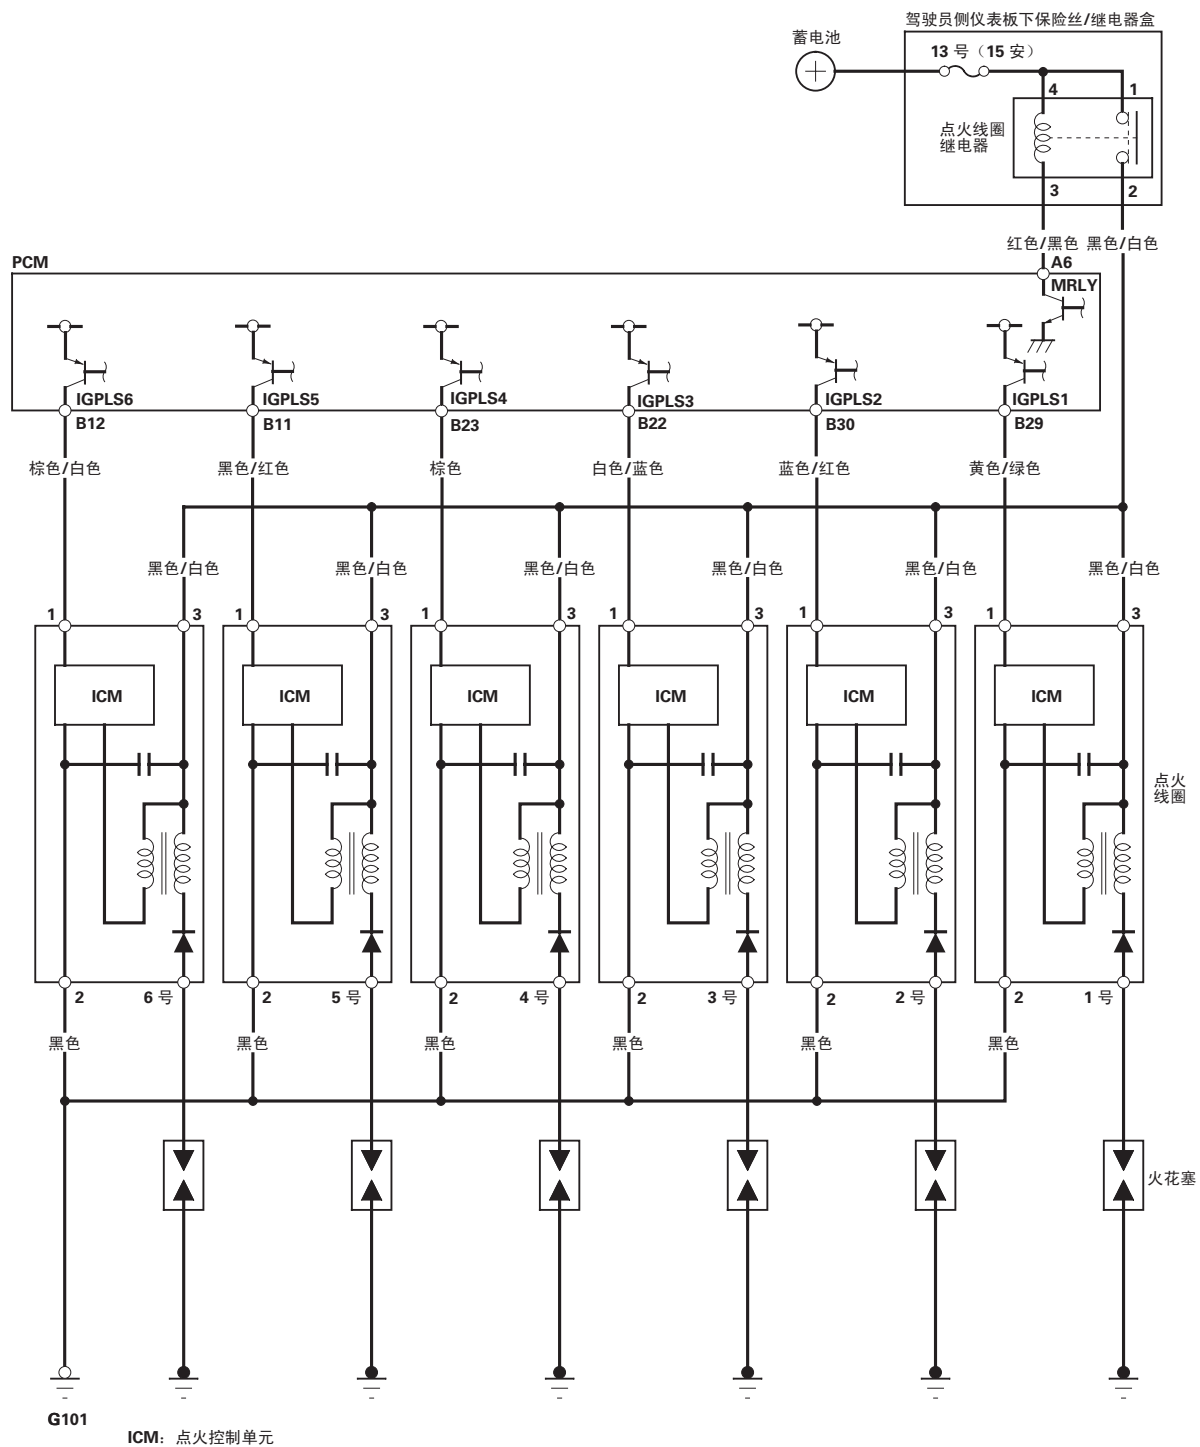 驾驶员侧仪表板下保险丝/继电器盒
蓄电池
13 号（15 安）
4 1
点火线圈
继电器
3 2
红色/黑色 黑色/白色
PCM
A6
MRLY
IGPLS6 IGPLS5 IGPLS4 IGPLS3 IGPLS2 IGPLS1
B12 B11 B23 B22 B30 B29
棕色/白色 黑色/红色 棕色 白色/蓝色 蓝色/红色 黄色/绿色
黑色/白色 黑色/白色 黑色/白色 黑色/白色 黑色/白色 黑色/白色
1 3 1 3 1 3 1 3 1 3 1 3
ICM ICM ICM ICM ICM ICM
点火
线圈
2 6 号 2 5 号 2 4 号 2 3 号 2 2 号 2 1 号
黑色 黑色 黑色 黑色 黑色 黑色
火花塞
G101
ICM：点火控制单元